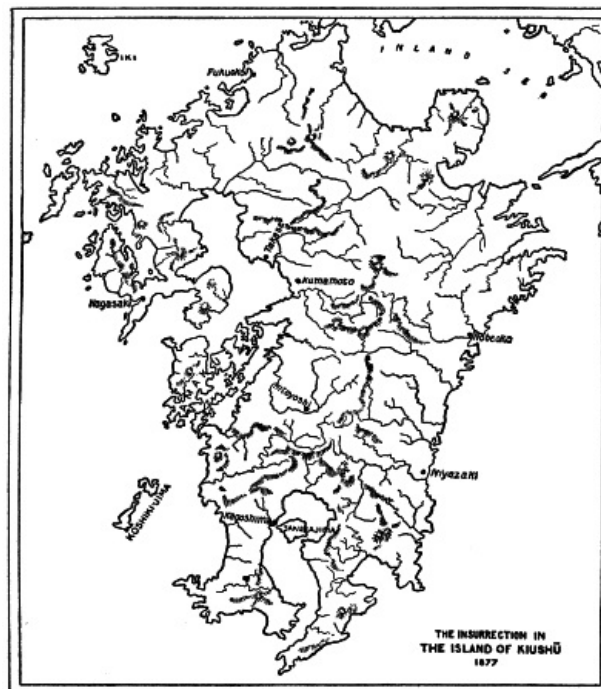 INLAND SEA
IKI
Fukuoka
Kumamoto
Nagasaki
Nobeoka
Hitoyoshi
Miyazaki
KOSHIKIJIMA
Kagoshima
THE INSURRECTION IN
THE ISLAND OF KIUSHŪ
1877